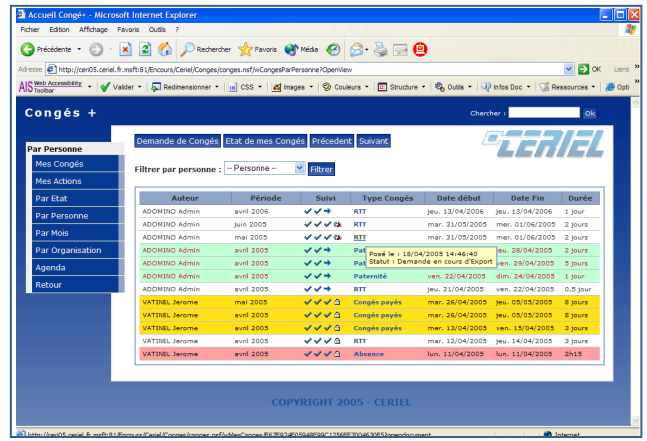 Accueil Congé+ - Microsoft Internet Explorer
Fichier Edition Affichage Favoris Outils ?
Précédente Rechercher Favoris Média
Adresse http://ceri05.ceriel.fr.msft:81/Encours/Ceriel/Conges/conges.nsf/wCongesParPersonne?OpenView OK Liens »
AIS Web Accessibility Toolbar Valider Redimensionner CSS Images Couleurs Structure Outils Infos Doc Ressources Opti »
Congés + Chercher : Ok
Demande de Congés Etat de mes Congés Précédent Suivant CERIEL
Par Personne
Mes Congés
Mes Actions
Par Etat
Par Personne
Par Mois
Par Organisation
Agenda
Retour
Filtrer par personne : -- Personne -- Filtrer
Auteur Période Suivi Type Congés Date début Date Fin Durée
ADOMINO Admin avril 2006 RTT jeu. 13/04/2006 jeu. 13/04/2006 1 jour
ADOMINO Admin juin 2005 RTT mar. 31/05/2005 mer. 01/06/2005 2 jours
ADOMINO Admin mai 2005 RTT mar. 31/05/2005 mer. 01/06/2005 2 jours
ADOMINO Admin avril 2005 Pat jeu. 28/04/2005 2 jours
ADOMINO Admin avril 2005 Pat ven. 29/04/2005 5 jours
Posé le : 18/04/2005 14:46:40
Statut : Demande en cours d'Export
ADOMINO Admin avril 2005 Paternité ven. 22/04/2005 dim. 24/04/2005 1 jour
ADOMINO Admin avril 2005 RTT jeu. 21/04/2005 ven. 22/04/2005 0.5 jour
VATINEL Jerome mai 2005 Congés payés mar. 26/04/2005 jeu. 05/05/2005 8 jours
VATINEL Jerome avril 2005 Congés payés mar. 26/04/2005 jeu. 05/05/2005 8 jours
VATINEL Jerome avril 2005 Congés payés mer. 13/04/2005 ven. 15/04/2005 3 jours
VATINEL Jerome avril 2005 RTT mar. 12/04/2005 jeu. 14/04/2005 3 jours
VATINEL Jerome avril 2005 Absence lun. 11/04/2005 lun. 11/04/2005 2h15
COPYRIGHT 2005 - CERIEL
Internet